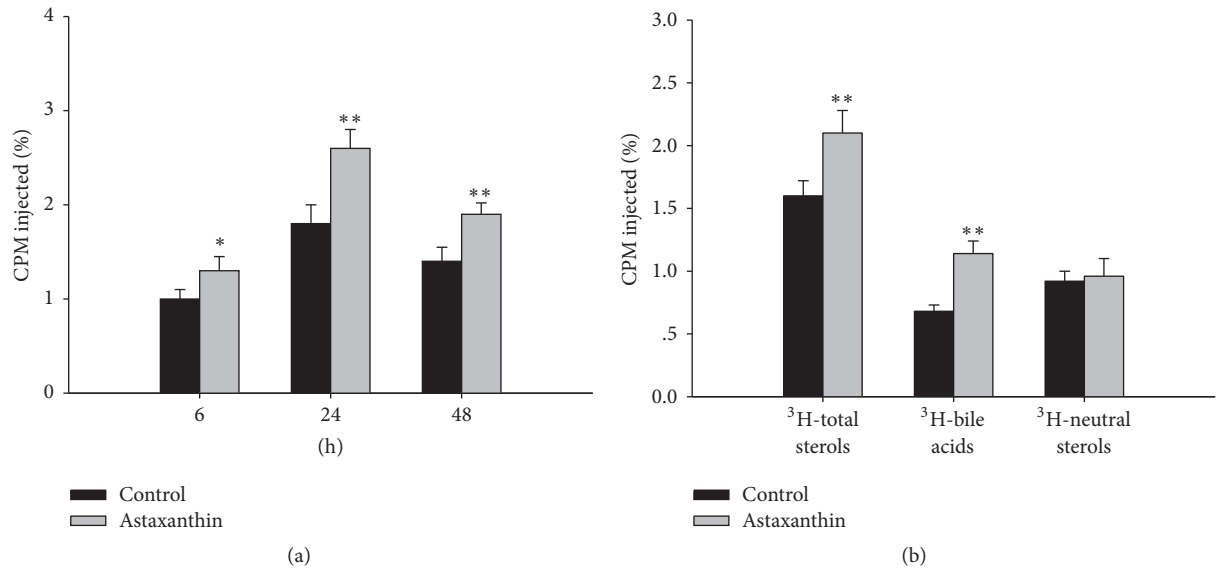 4
3
2
1
0
CPM injected (%)
*
**
**
6 24 48
(h)
Control
Astaxanthin
(a)
3.0
2.5
2.0
1.5
1.0
.5
0.0
CPM injected (%)
**
**
³H-total ³H-bile ³H-neutral
sterols acids sterols
Control
Astaxanthin
(b)